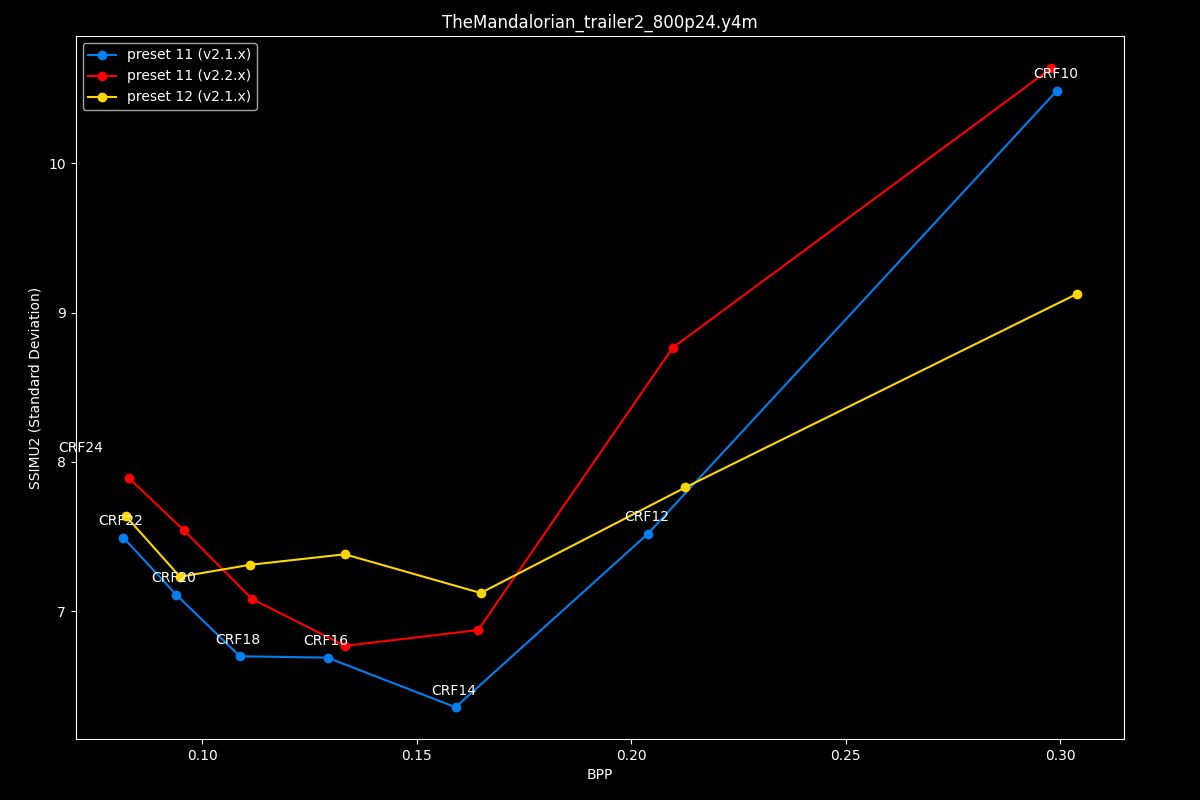 TheMandalorian_trailer2_800p24.y4m
preset 11 (v2.1.x)
preset 11 (v2.2.x)
preset 12 (v2.1.x)
CRF10
10
9
SSIMU2 (Standard Deviation)
CRF24
8
CRF22
CRF12
CRF20
7
CRF18
CRF16
CRF14
0.10
0.15
0.20
0.25
0.30
BPP